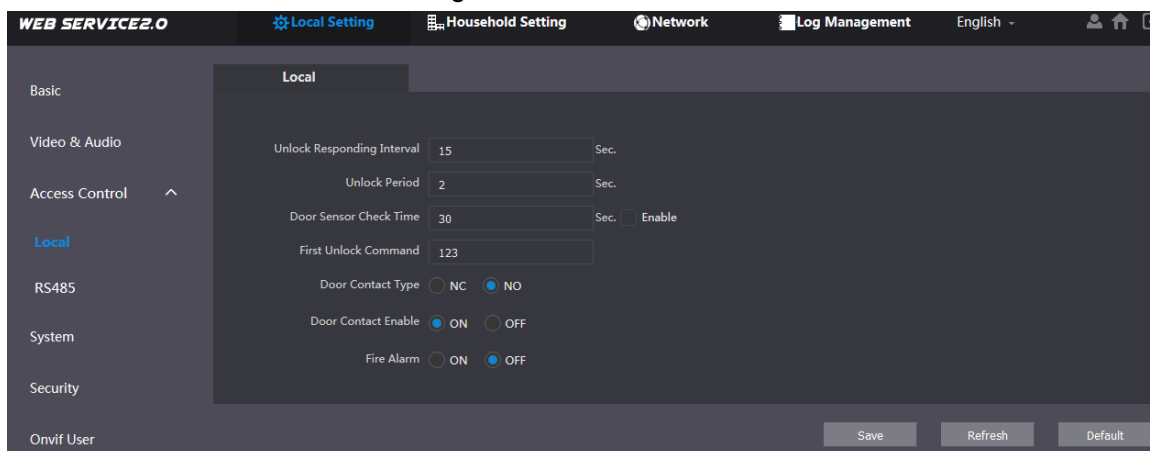 WEB SERVICE2.0 Local Setting Household Setting Network Log Management English
Local
Basic
Video & Audio
Access Control
Local
RS485
System
Security
Onvif User
Unlock Responding Interval 15 Sec.
Unlock Period 2 Sec.
Door Sensor Check Time 30 Sec. Enable
First Unlock Command 123
Door Contact Type NC NO
Door Contact Enable ON OFF
Fire Alarm ON OFF
Save Refresh Default